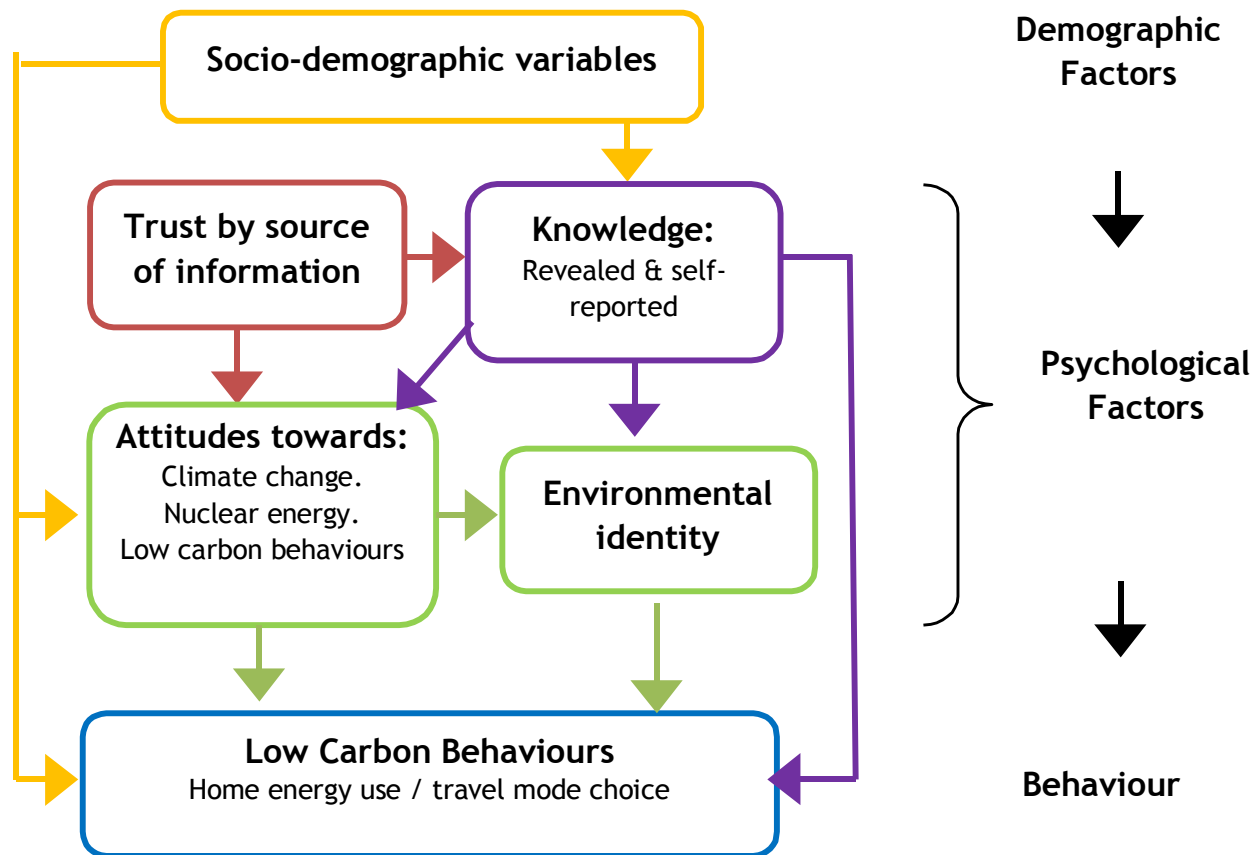 Socio-demographic variables
Demographic
Factors
Trust by source
of information
Knowledge:
Revealed & self-
reported
Psychological
Factors
Attitudes towards:
Climate change.
Nuclear energy.
Low carbon behaviours
Environmental
identity
Low Carbon Behaviours
Home energy use / travel mode choice
Behaviour